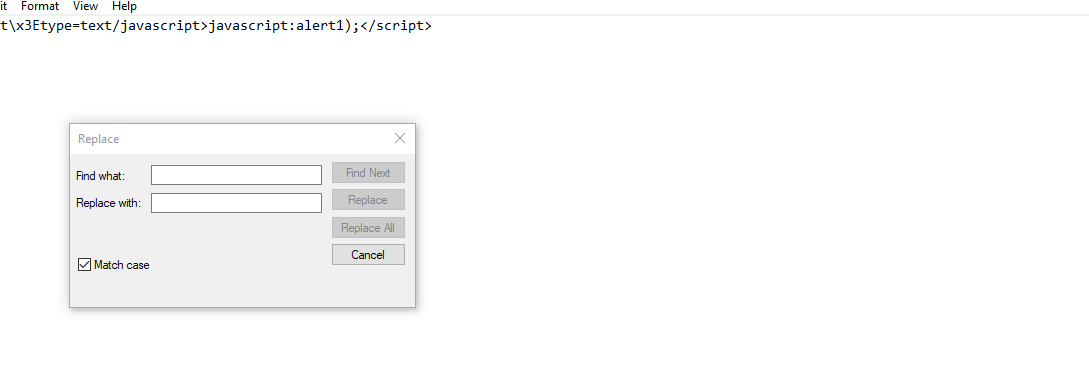 it Format View Help
t\x3Etype=text/javascript>javascript:alert1);</script>
Replace
Find what:
Find Next
Replace with:
Replace
Replace All
Cancel
Match case